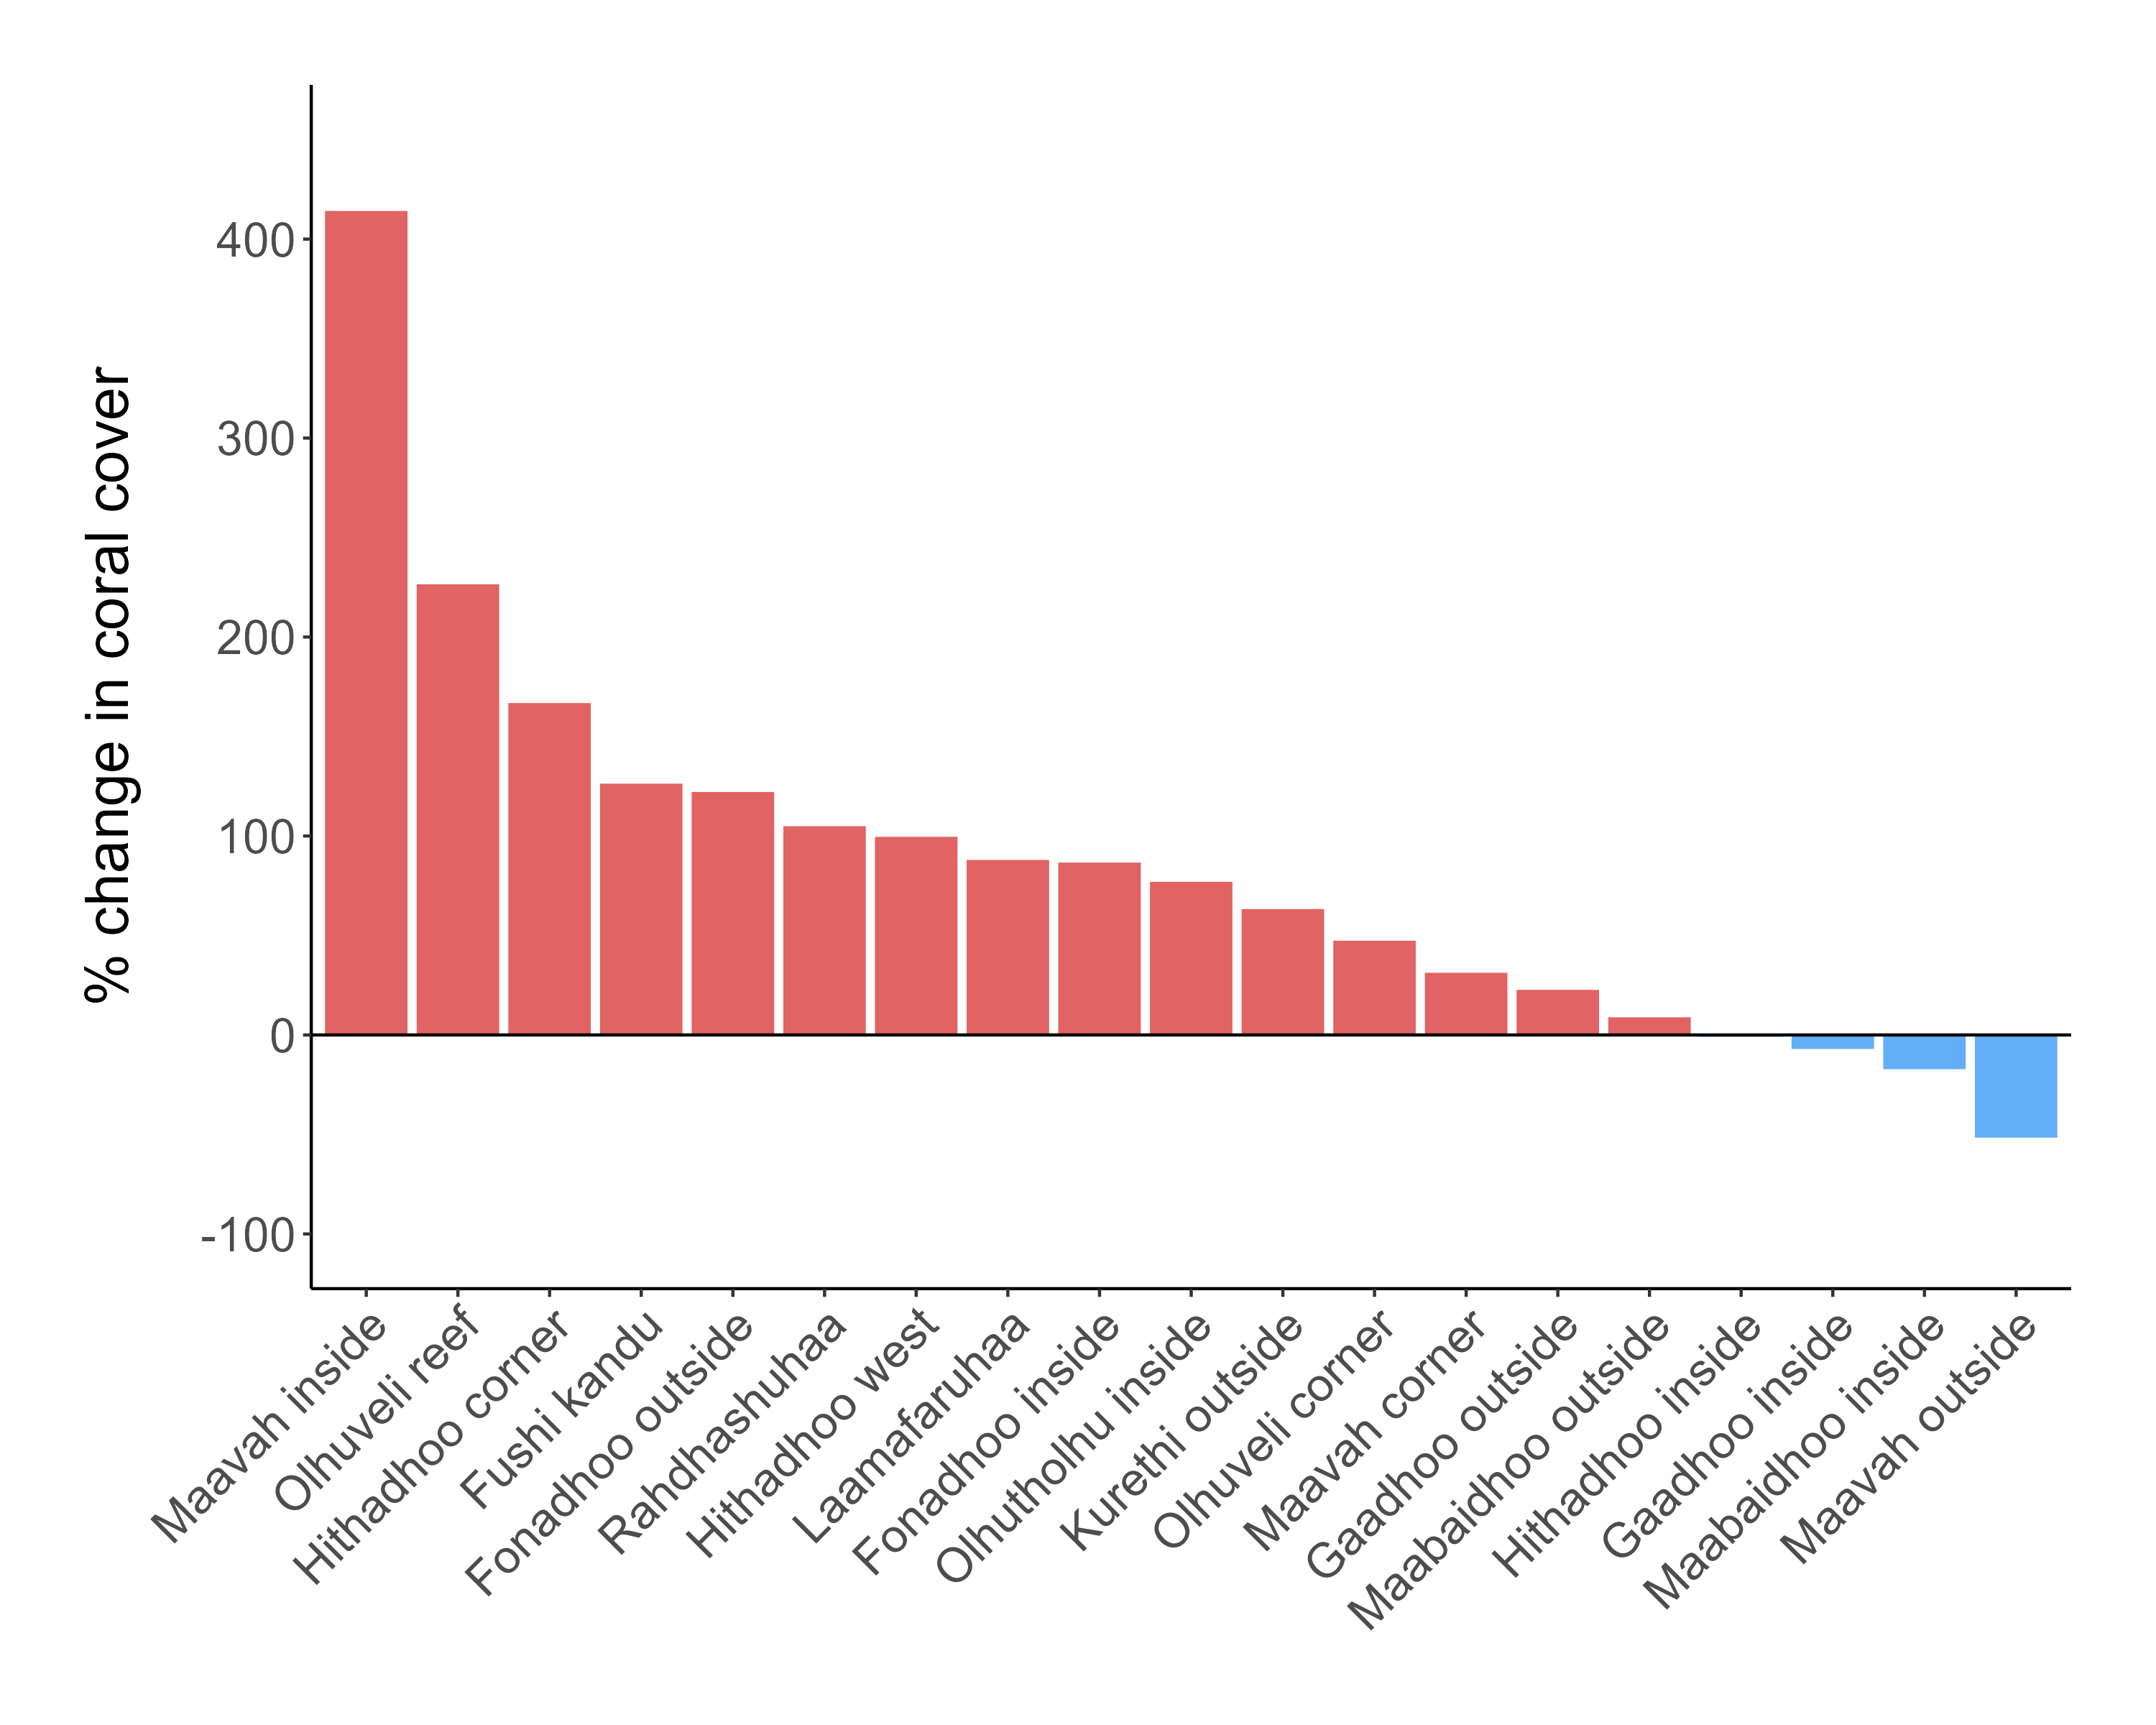 % change in coral cover
400
300
200
100
0
-100
Maavah inside
Olhuveli reef
Hithadhoo corner
Fushi kandu
Fonadhoo outside
Rahdhashuhaa
Hithadhoo west
Laamafaruhaa
Fonadhoo inside
Olhutholhu inside
Kurethii outside
Olhuveli corner
Maavah corner
Gaadhoo outside
Maabaidhoo outside
Hithadhoo inside
Gaadhoo inside
Maabaidhoo inside
Maavah outside